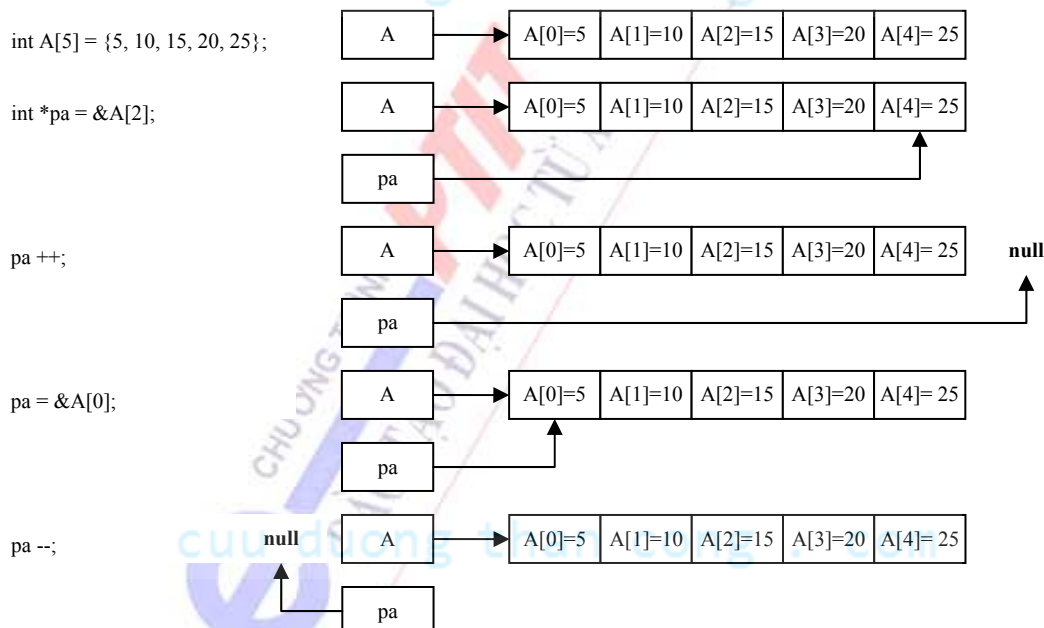 int A[5] = {5, 10, 15, 20, 25}; A A[0]=5 A[1]=10 A[2]=15 A[3]=20 A[4]= 25
int *pa = &A[2]; A A[0]=5 A[1]=10 A[2]=15 A[3]=20 A[4]= 25
pa
pa ++; A A[0]=5 A[1]=10 A[2]=15 A[3]=20 A[4]= 25 null
pa
pa = &A[0]; A A[0]=5 A[1]=10 A[2]=15 A[3]=20 A[4]= 25
pa
pa --; null A A[0]=5 A[1]=10 A[2]=15 A[3]=20 A[4]= 25
pa
PTIT
cuu duong than cong . com